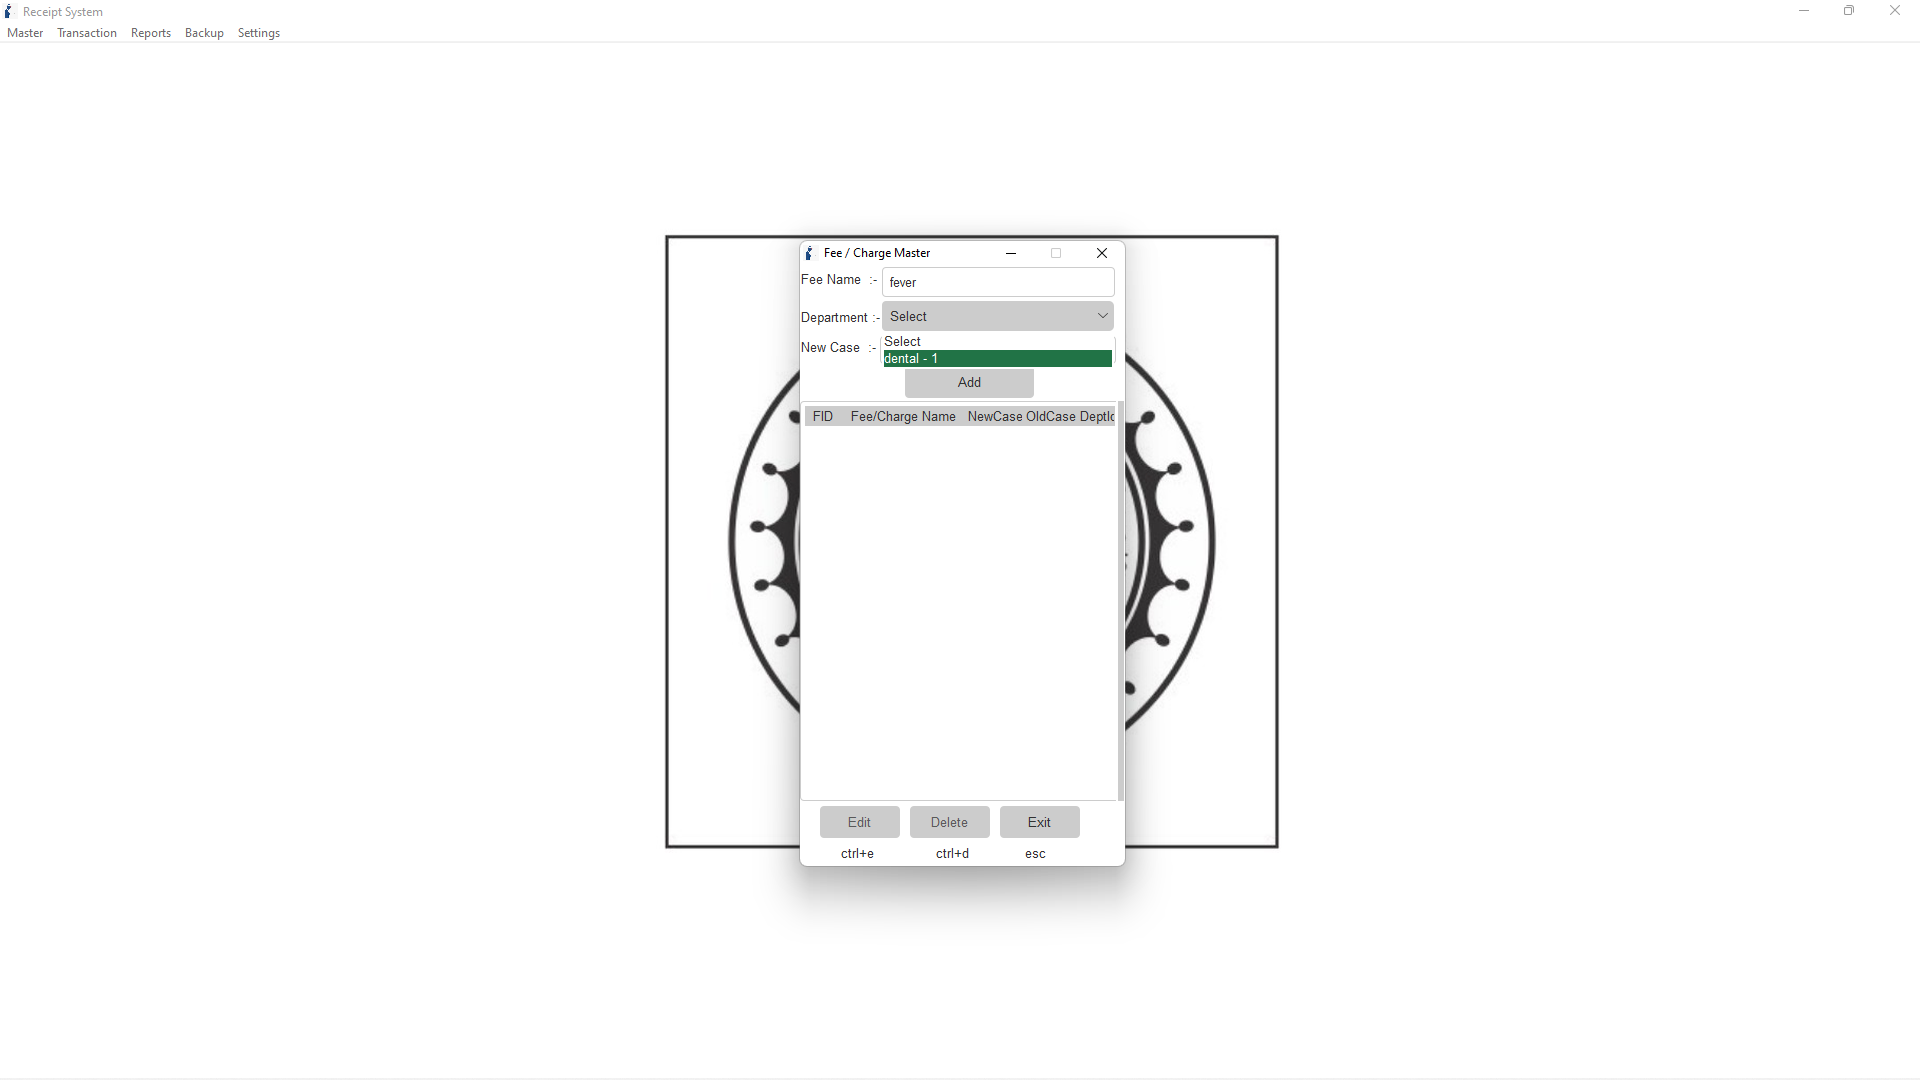 Receipt System
Master Transaction Reports Backup Settings
Fee / Charge Master
Fee Name :- fever
Department :- Select
Select
New Case :-
dental - 1
Add
FID Fee/Charge Name NewCase OldCase DeptId
Edit Delete Exit
ctrl+e ctrl+d esc